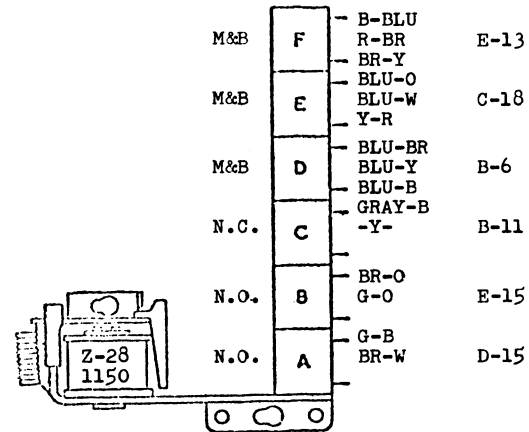 B-BLU
M&B F R-BR E-13
BR-Y
BLU-O
M&B E BLU-W C-18
Y-R
BLU-BR
M&B D BLU-Y B-6
BLU-B
GRAY-B
N.C. C -Y- B-11
BR-O
N.O. B G-O E-15
G-B
N.O. A BR-W D-15
Z-28
1150